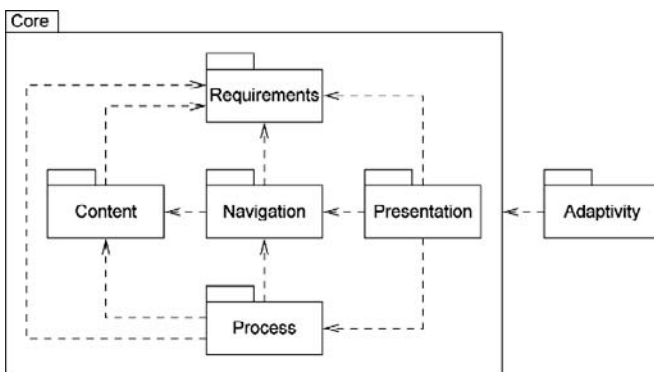 Core
Requirements
Content
Navigation
Presentation
Adaptivity
Process